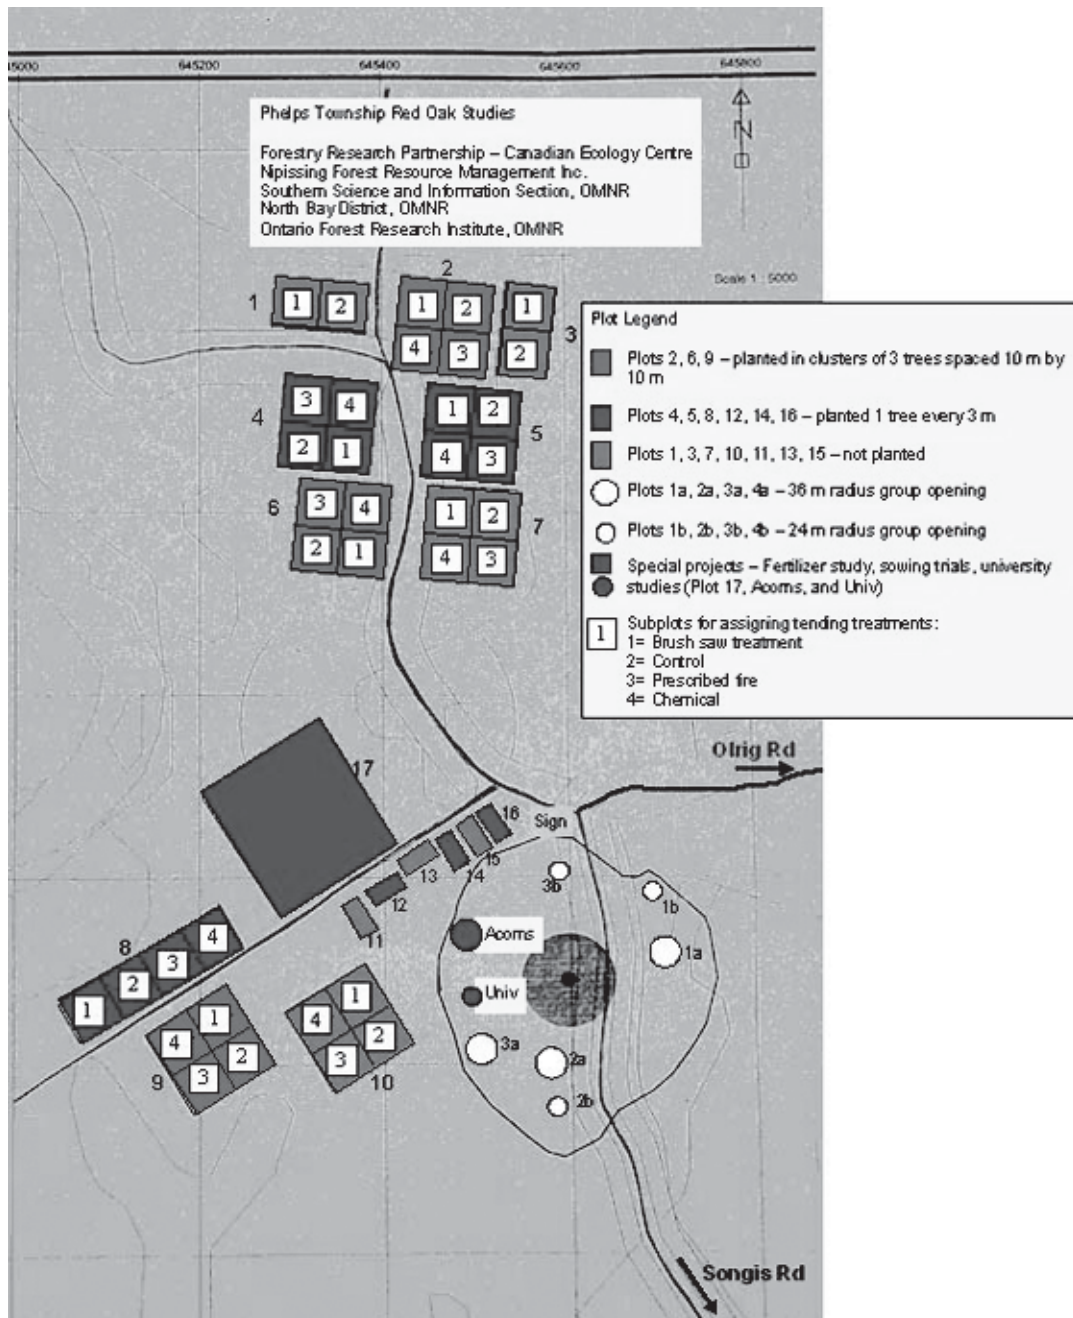 45000 645200 645400 645600 645800
N
Phelps Township Red Oak Studies
Forestry Research Partnership – Canadian Ecology Centre
Nipissing Forest Resource Management Inc.
Southern Science and Information Section, OMNR
North Bay District, OMNR
Ontario Forest Research Institute, OMNR
Scale 1 : 5000
Plot Legend
Plots 2, 6, 9 – planted in clusters of 3 trees spaced 10 m by
10 m
Plots 4, 5, 8, 12, 14, 16 – planted 1 tree every 3 m
Plots 1, 3, 7, 10, 11, 13, 15 – not planted
Plots 1a, 2a, 3a, 4a – 36 m radius group opening
Plots 1b, 2b, 3b, 4b – 24 m radius group opening
Special projects – Fertilizer study, sowing trials, university
studies (Plot 17, Acorns, and Univ)
1 Subplots for assigning tending treatments:
1= Brush saw treatment
2= Control
3= Prescribed fire
4= Chemical
2
1 1 2 1 2 1
4 3 2 3
4 3 4 1 2
2 1 4 3 5
6 3 4 1 2
2 1 4 3 7
17
Olrig Rd
Sign
16
15
14
13
12
11
3b
1b
1a
Acorns
Univ
3a
2a
2b
8
4
3
2
1
1
4 2
3
9
1
4 2
3
10
Songis Rd